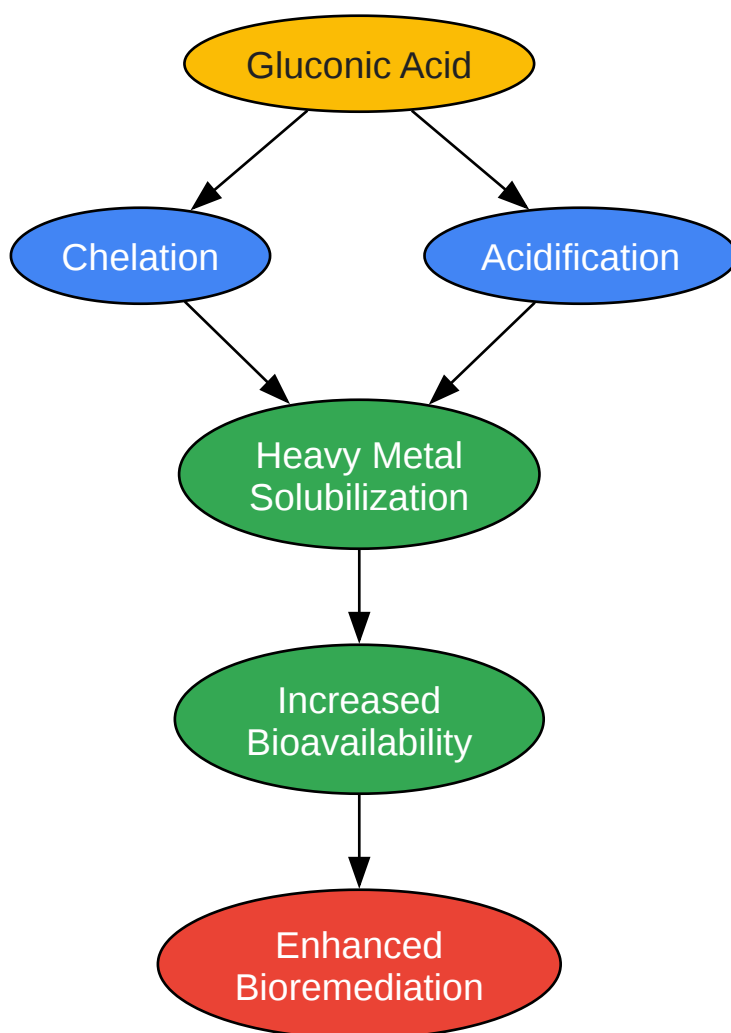 Gluconic Acid
Chelation
Acidification
Heavy Metal
Solubilization
Increased
Bioavailability
Enhanced
Bioremediation